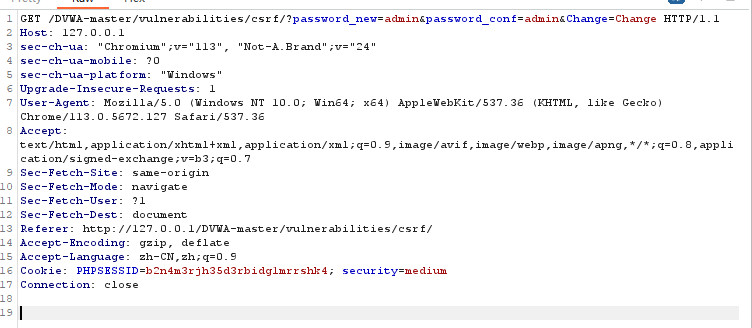 GET /DVWA-master/vulnerabilities/csrf/?password_new=admin&password_conf=admin&Change=Change HTTP/1.1
2 Host: 127.0.0.1
3 sec-ch-ua: "Chromium";v="113", "Not-A.Brand";v="24"
4 sec-ch-ua-mobile: ?0
5 sec-ch-ua-platform: "Windows"
6 Upgrade-Insecure-Requests: 1
7 User-Agent: Mozilla/5.0 (Windows NT 10.0; Win64; x64) AppleWebKit/537.36 (KHTML, like Gecko)
Chrome/113.0.5672.127 Safari/537.36
8 Accept:
text/html,application/xhtml+xml,application/xml;q=0.9,image/avif,image/webp,image/apng,*/*;q=0.8,appli
cation/signed-exchange;v=b3;q=0.7
9 Sec-Fetch-Site: same-origin
10 Sec-Fetch-Mode: navigate
11 Sec-Fetch-User: ?1
12 Sec-Fetch-Dest: document
13 Referer: http://127.0.0.1/DVWA-master/vulnerabilities/csrf/
14 Accept-Encoding: gzip, deflate
15 Accept-Language: zh-CN,zh;q=0.9
16 Cookie: PHPSESSID=b2n4m3rjh35d3rbidglmrrshk4; security=medium
17 Connection: close
18
19